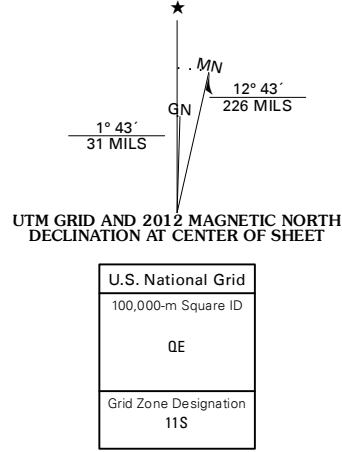 ★
MN
GN
12° 43´
226 MILS
1° 43´
31 MILS
UTM GRID AND 2012 MAGNETIC NORTH
DECLINATION AT CENTER OF SHEET
U.S. National Grid
100,000-m Square ID
QE
Grid Zone Designation
11S